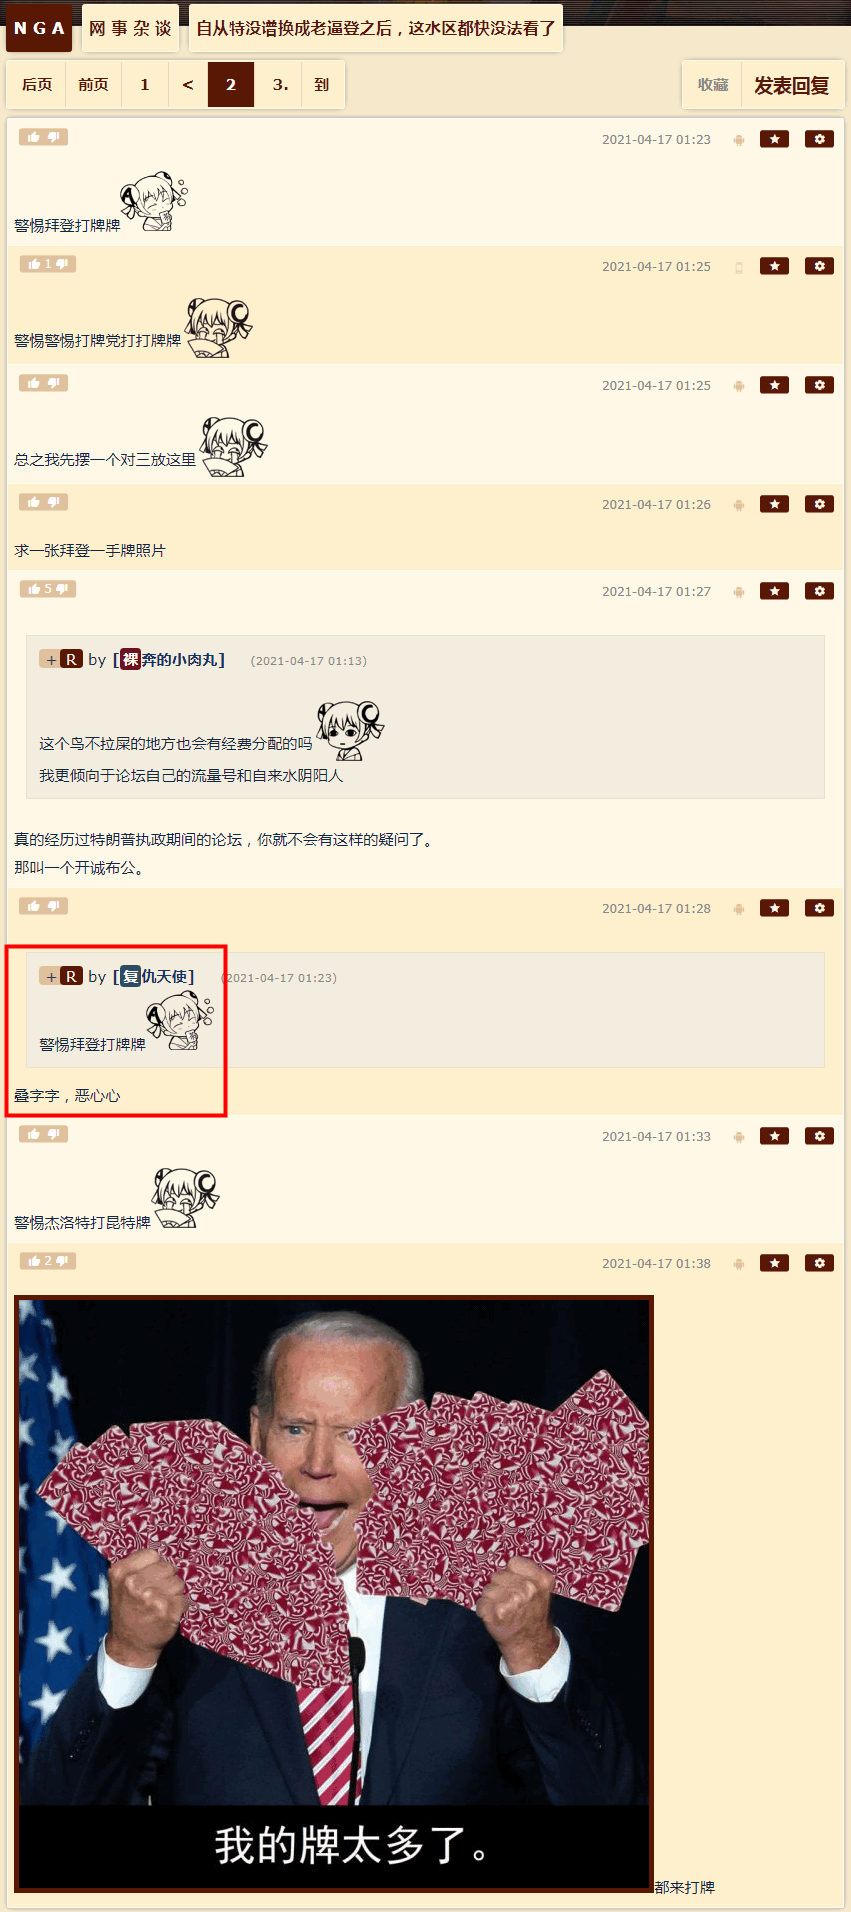 NGA 网事杂谈 自从特没谱换成老逼登之后，这水区都快没法看了
后页 前页 1 < 2 3. 到 收藏 发表回复
2021-04-17 01:23
警惕拜登打牌牌
1 2021-04-17 01:25
警惕警惕打牌党打打牌牌
2021-04-17 01:25
总之我先摆一个对三放这里
2021-04-17 01:26
求一张拜登一手牌照片
5 2021-04-17 01:27
+ R by [裸奔的小肉丸] (2021-04-17 01:13)
这个鸟不拉屎的地方也会有经费分配的吗
我更倾向于论坛自己的流量号和自来水阴阳人
真的经历过特朗普执政期间的论坛，你就不会有这样的疑问了。
那叫一个开诚布公。
2021-04-17 01:28
+ R by [复仇天使] (2021-04-17 01:23)
警惕拜登打牌牌
叠字字，恶心心
2021-04-17 01:33
警惕杰洛特打昆特牌
2 2021-04-17 01:38
我的牌太多了。
都来打牌